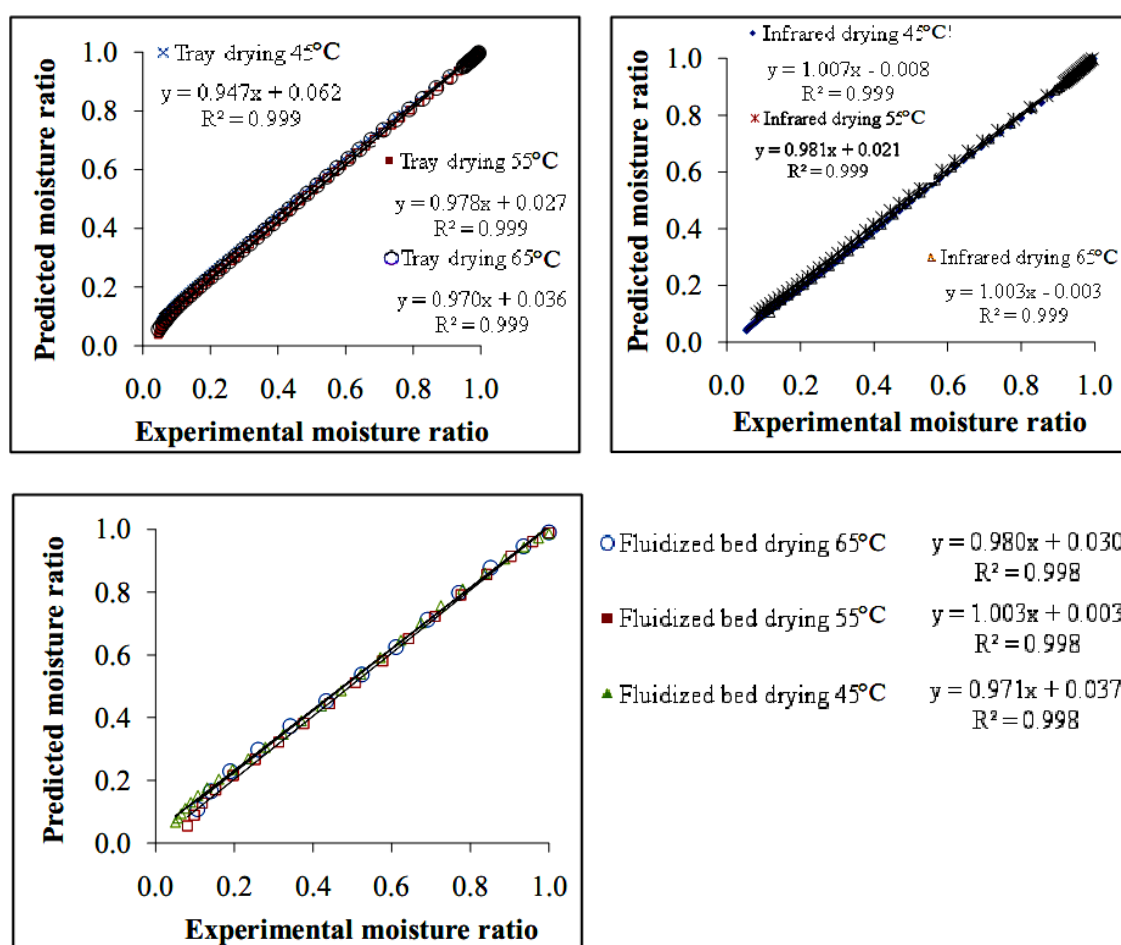 Predicted moisture ratio
1.0
0.8
0.6
0.4
0.2
0.0
× Tray drying 45°C
y = 0.947x + 0.062
R² = 0.999
Tray drying 55°C
y = 0.978x + 0.027
R² = 0.999
Tray drying 65°C
y = 0.970x + 0.036
R² = 0.999
0.0 0.2 0.4 0.6 0.8 1.0
Experimental moisture ratio
Predicted moisture ratio
1.0
0.8
0.6
0.4
0.2
0.0
Infrared drying 45°C
y = 1.007x - 0.008
R² = 0.999
Infrared drying 55°C
y = 0.981x + 0.021
R² = 0.999
Infrared drying 65°C
y = 1.003x - 0.003
R² = 0.999
0.0 0.2 0.4 0.6 0.8 1.0
Experimental moisture ratio
Predicted moisture ratio
1.0
0.8
0.6
0.4
0.2
0.0
0.0 0.2 0.4 0.6 0.8 1.0
Experimental moisture ratio
Fluidized bed drying 65°C y = 0.980x + 0.030
R² = 0.998
Fluidized bed drying 55°C y = 1.003x + 0.003
R² = 0.998
Fluidized bed drying 45°C y = 0.971x + 0.037
R² = 0.998